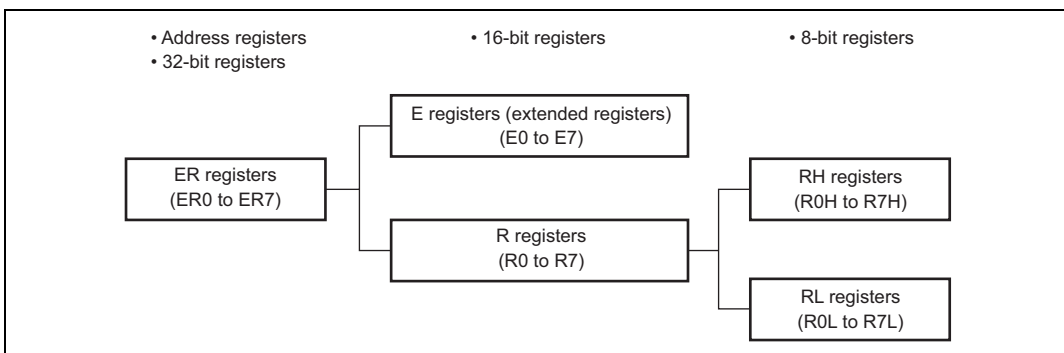 • Address registers
• 32-bit registers
• 16-bit registers
• 8-bit registers
E registers (extended registers)
(E0 to E7)
ER registers
(ER0 to ER7)
R registers
(R0 to R7)
RH registers
(R0H to R7H)
RL registers
(R0L to R7L)